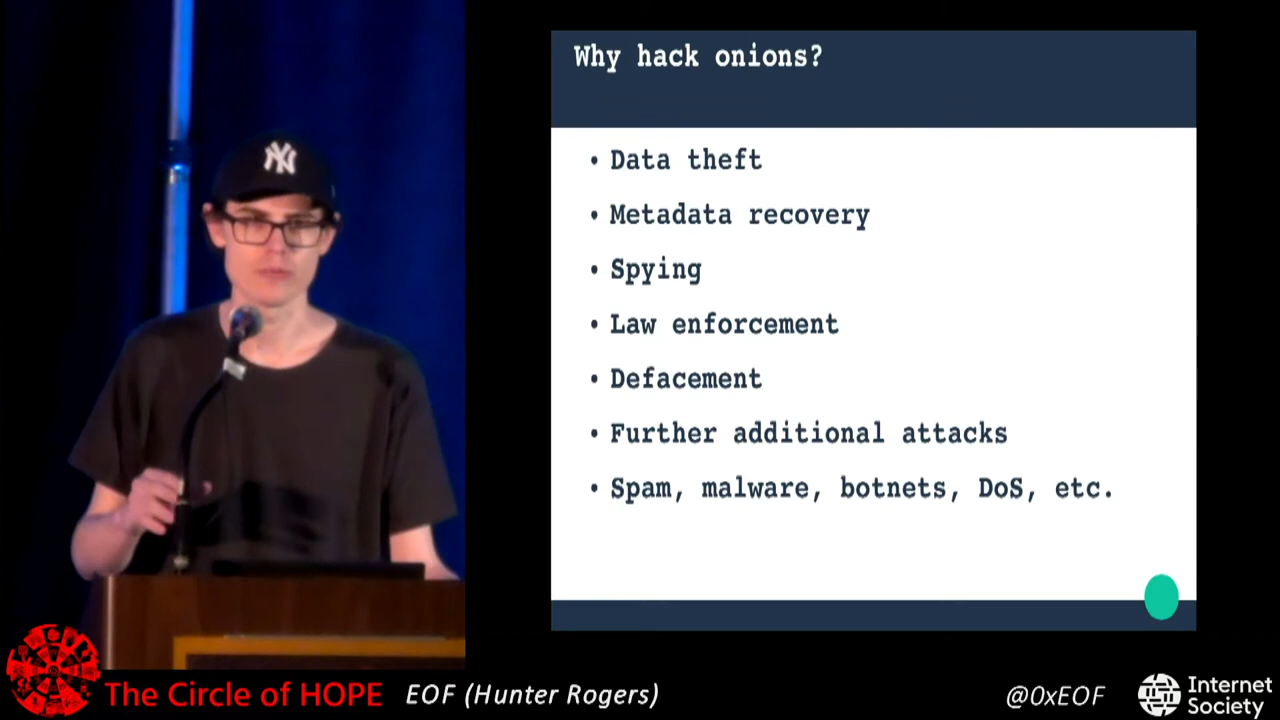 NY
Why hack onions?
• Data theft
• Metadata recovery
• Spying
• Law enforcement
• Defacement
• Further additional attacks
• Spam, malware, botnets, DoS, etc.
The Circle of HOPE
EOF (Hunter Rogers)
@0xEOF
Internet
Society